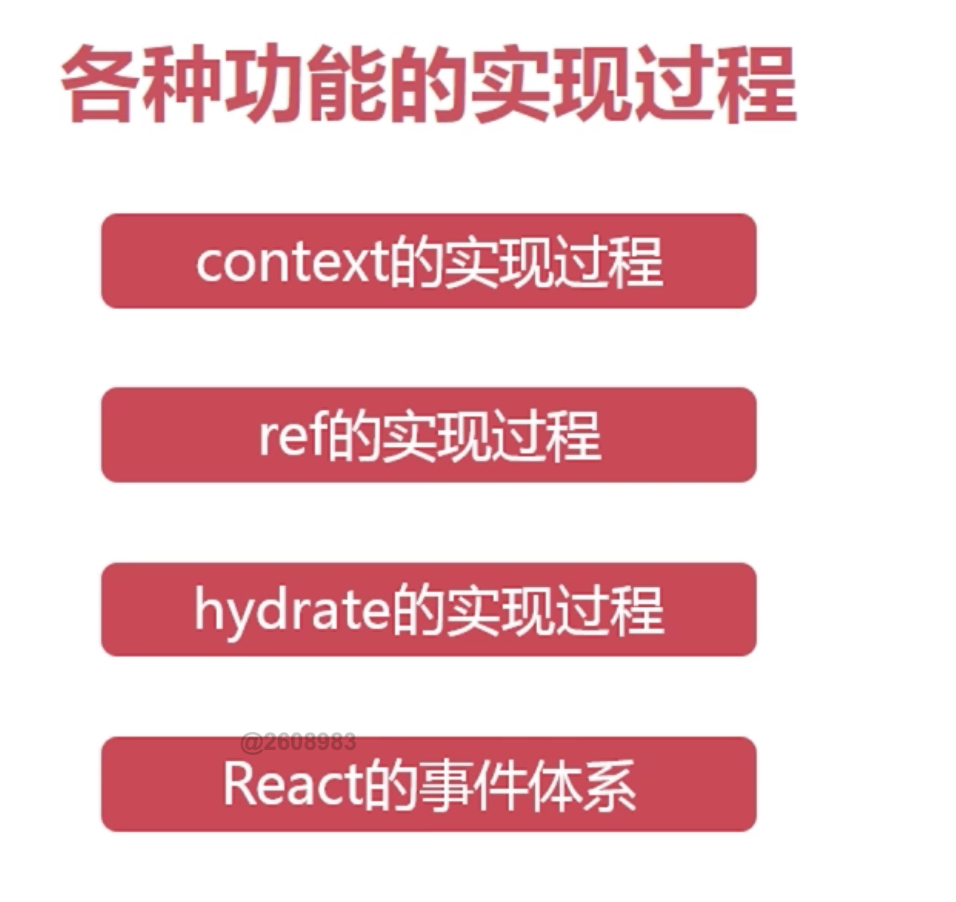 各种功能的实现过程
context的实现过程
ref的实现过程
hydrate的实现过程
@2608983
React的事件体系